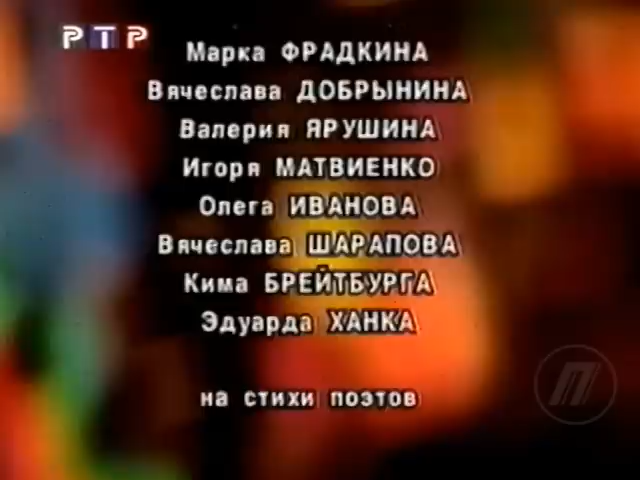 РТР
Марка ФРАДКИНА
Вячеслава ДОБРЫНИНА
Валерия ЯРУШИНА
Игоря МАТВИЕНКО
Олега ИВАНОВА
Вячеслава ШАРАПОВА
Кима БРЕЙТБУРГА
Эдуарда ХАНКА
на стихи поэтов
П